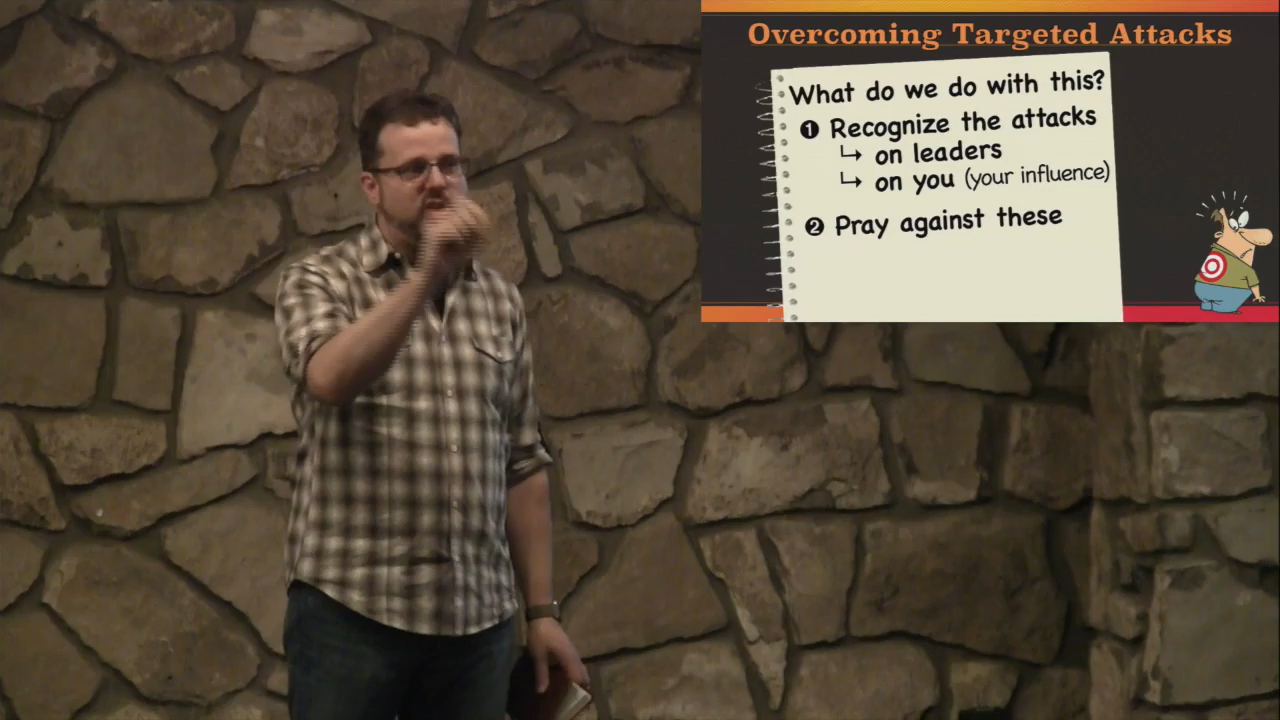 Overcoming Targeted Attacks
What do we do with this?
❶ Recognize the attacks
↳ on leaders
↳ on you (your influence)
❷ Pray against these